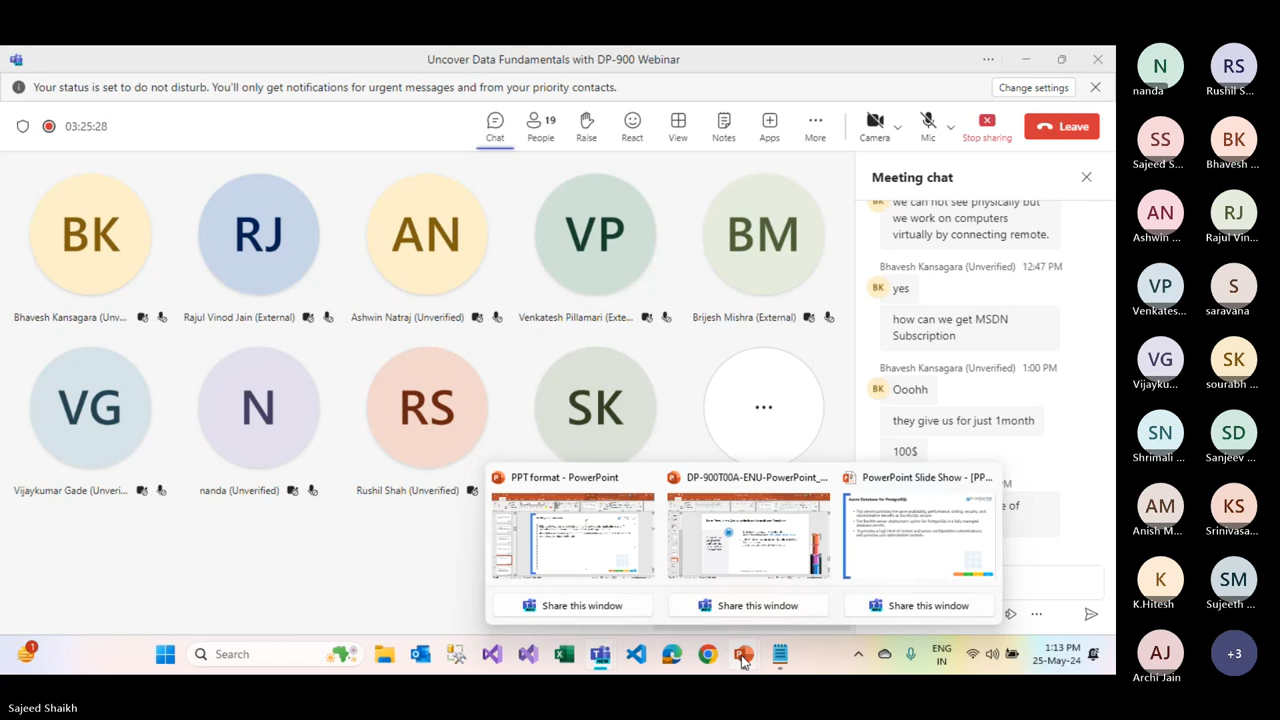 Uncover Data Fundamentals with DP-900 Webinar
Your status is set to do not disturb. You'll only get notifications for urgent messages and from your priority contacts.
Change settings
03:25:28
Chat
19
People
Raise
React
View
Notes
Apps
More
Camera
Mic
Stop sharing
Leave
BK
RJ
AN
VP
BM
Bhavesh Kansagara (Unv...
Rajul Vinod Jain (External)
Ashwin Natraj (Unverified)
Venkatesh Pillamari (Exte...
Brijesh Mishra (External)
VG
N
RS
SK
...
Vijaykumar Gade (Unveri...
nanda (Unverified)
Rushil Shah (Unverified)
Meeting chat
BK
we can not see physically but
we work on computers
virtually by connecting remote.
Bhavesh Kansagara (Unverified) 12:47 PM
BK
yes
how can we get MSDN
Subscription
Bhavesh Kansagara (Unverified) 1:00 PM
BK
Ooohh
they give us for just 1month
100$
PPT format - PowerPoint
DP-900T00A-ENU-PowerPoint_...
PowerPoint Slide Show - [PP...
Azure Database for PostgreSQL
Share this window
Share this window
Share this window
1
Search
ENG
IN
1:13 PM
25-May-24
N
nanda
RS
Rushil S...
SS
Sajeed S...
BK
Bhavesh ...
AN
Ashwin ...
RJ
Rajul Vin...
VP
Venkates...
S
saravana
VG
Vijayku...
SK
sourabh ...
SN
Shrimali ...
SD
Sanjeev ...
AM
Anish M...
KS
Srinivasa...
K
K.Hitesh
SM
Sujeeth ...
AJ
Archi Jain
+3
Sajeed Shaikh